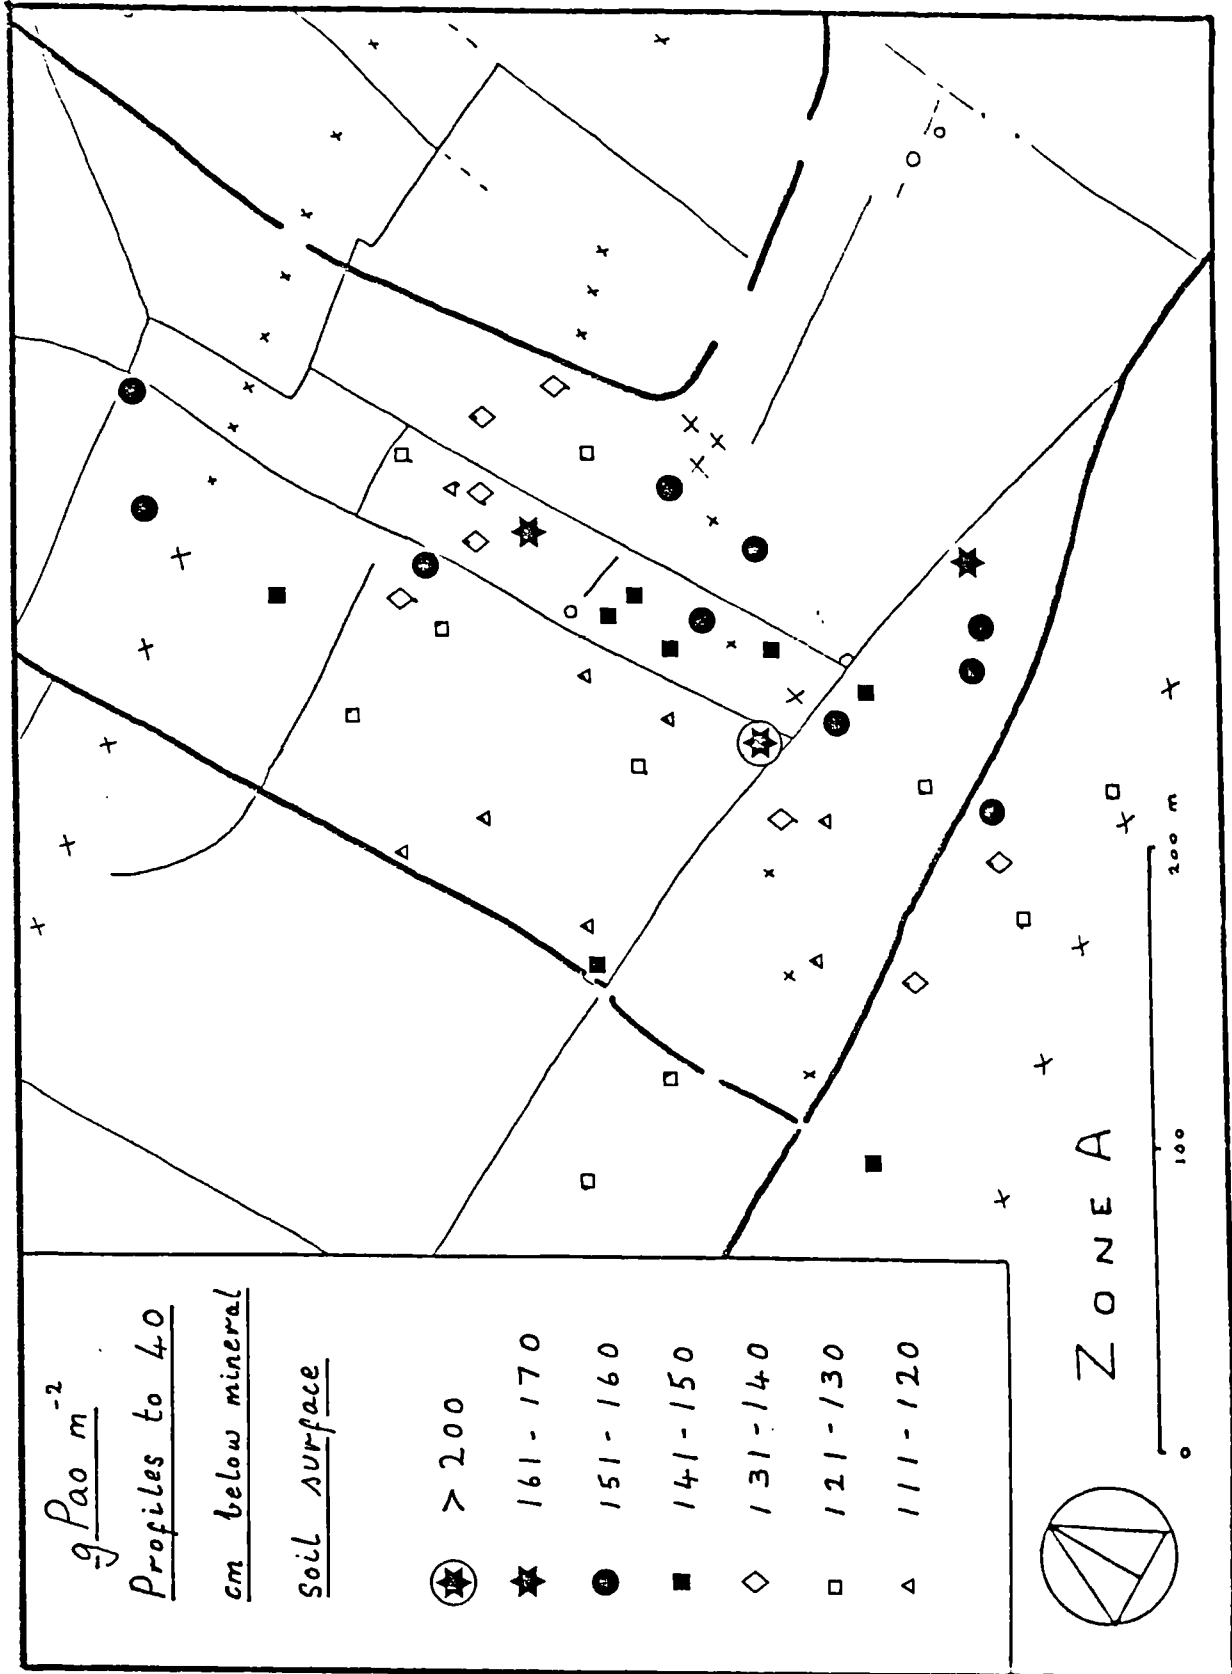 g Pao m⁻²
Profiles to 40
cm below mineral
Soil surface
> 200
161 - 170
151 - 160
141 - 150
131 - 140
121 - 130
111 - 120
ZONE A
0 100 200 m